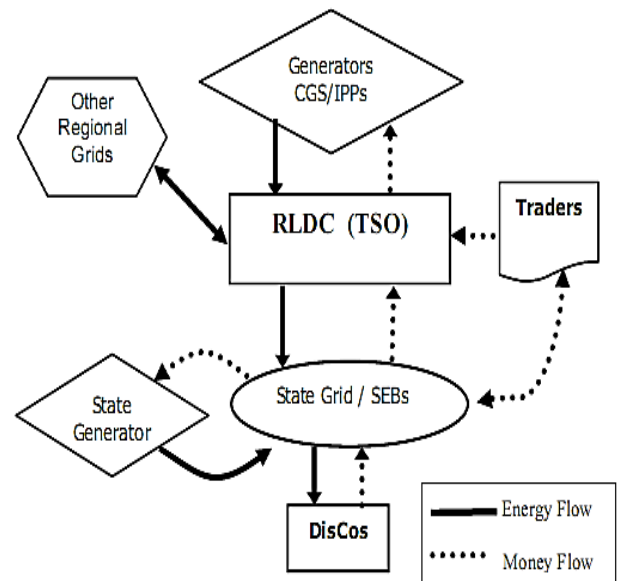 Generators
CGS/IPPs
Other
Regional
Grids
RLDC (TSO)
Traders
State Grid / SEBs
State
Generator
DisCos
Energy Flow
Money Flow